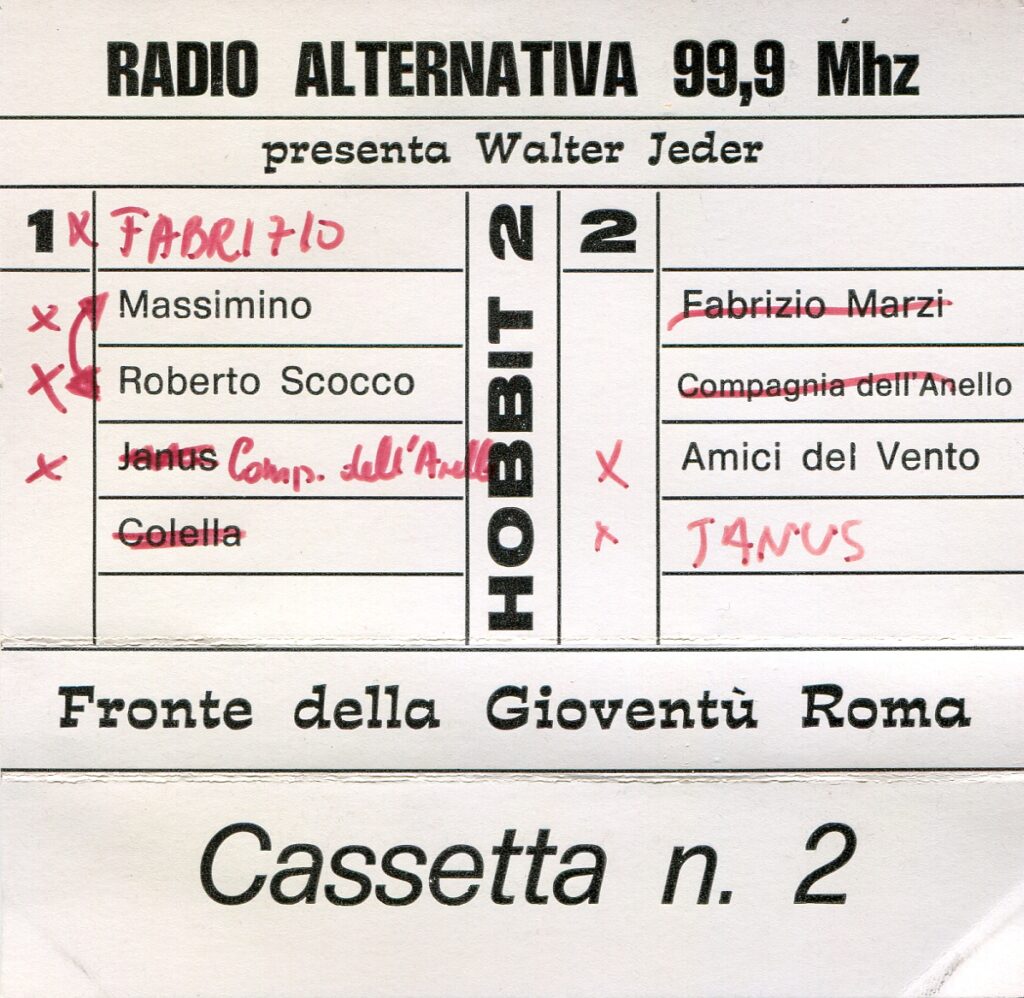 RADIO ALTERNATIVA 99,9 Mhz
presenta Walter Jeder
1 x FABRIZIO
x Massimino
x Roberto Scocco
x Janus Comp. dell'Anello
Colella
HOBBIT 2
2
Fabrizio Marzi
Compagnia dell'Anello
x Amici del Vento
x JANUS
Fronte della Gioventù Roma
Cassetta n. 2